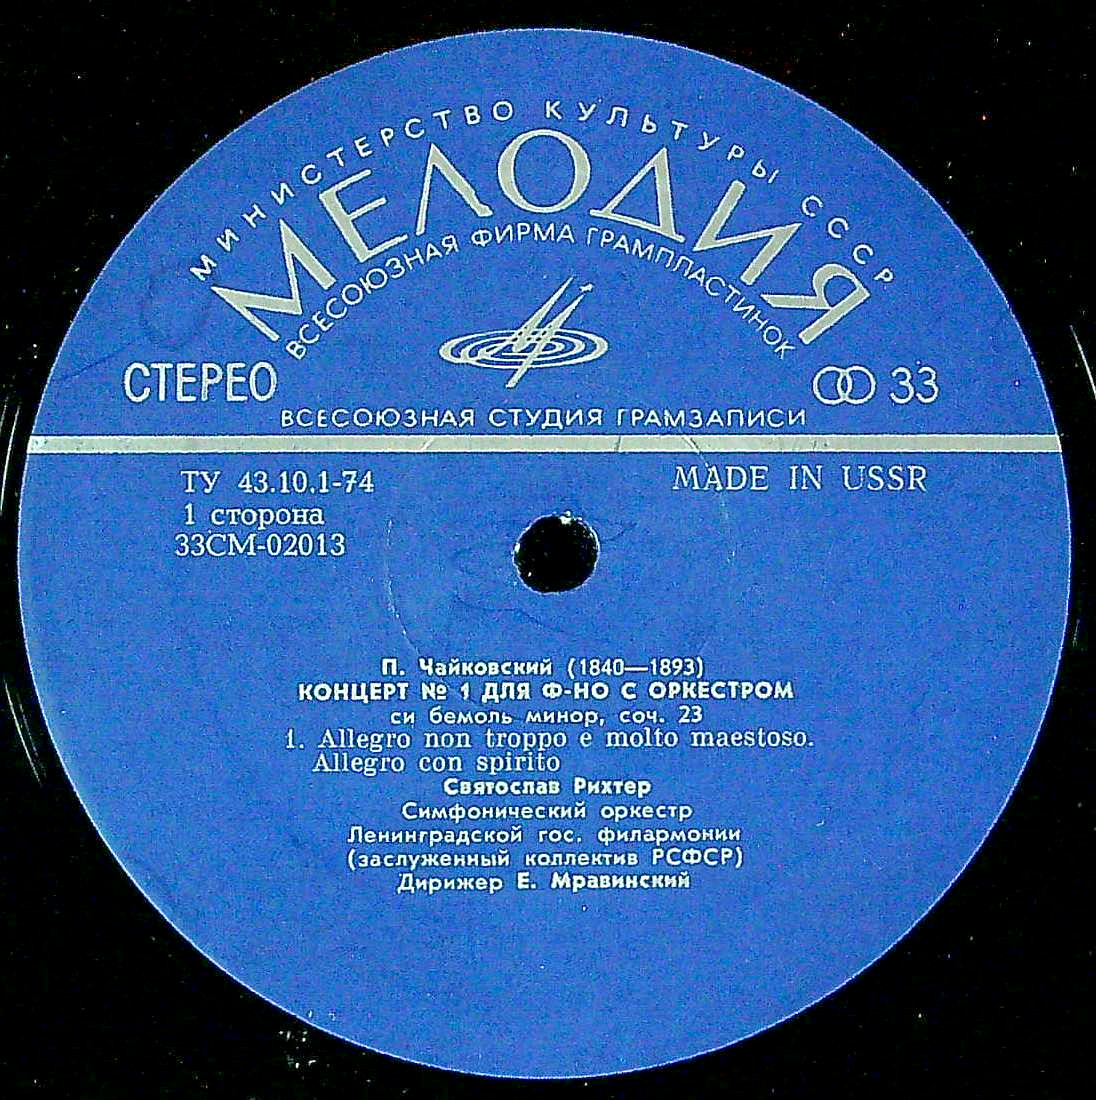 МИНИСТЕРСТВО КУЛЬТУРЫ СССР
МЕЛОДИЯ
ВСЕСОЮЗНАЯ ФИРМА ГРАМПЛАСТИНОК
СТЕРЕО
33
ВСЕСОЮЗНАЯ СТУДИЯ ГРАМЗАПИСИ
ТУ 43.10.1-74
MADE IN USSR
1 сторона
33СМ-02013
П. Чайковский (1840—1893)
КОНЦЕРТ № 1 ДЛЯ Ф-НО С ОРКЕСТРОМ
си бемоль минор, соч. 23
1. Allegro non troppo e molto maestoso.
Allegro con spirito
Святослав Рихтер
Симфонический оркестр
Ленинградской гос. филармонии
(заслуженный коллектив РСФСР)
Дирижер Е. Мравинский